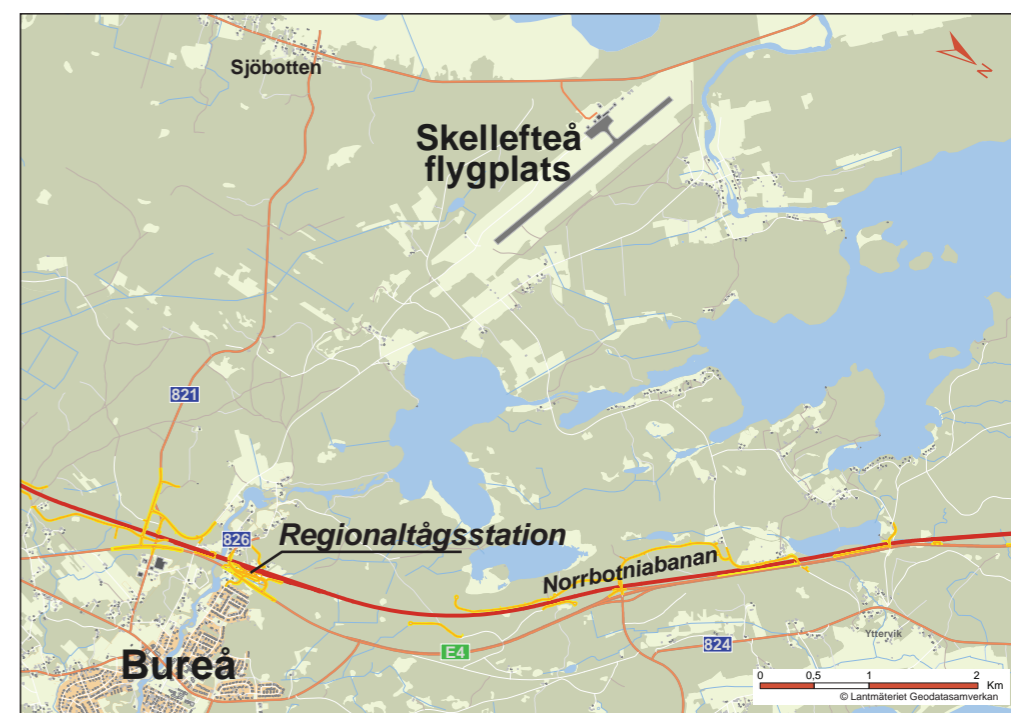 Sjöbotten
N
Skellefteå
flygplats
821
826
Regionaltågsstation
Norrbotniabanan
Bureå
E4
824
Yttervik
0 0,5 1 2
Km
© Lantmäteriet Geodatasamverkan